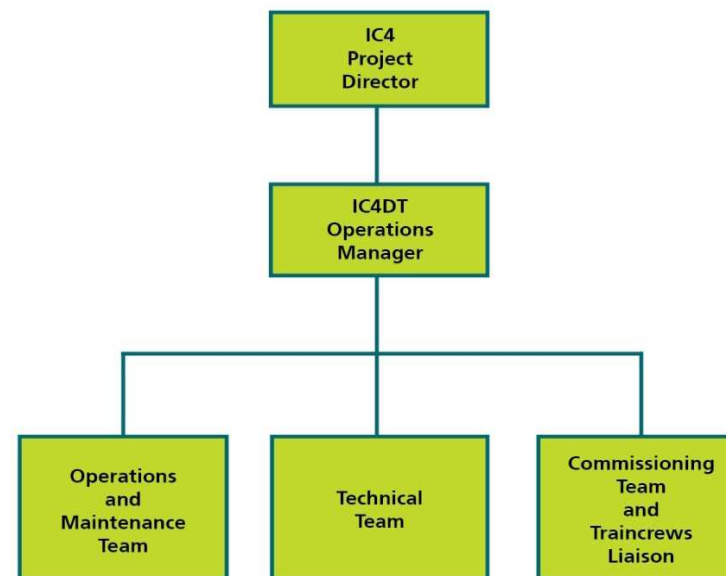 IC4
Project
Director
IC4DT
Operations
Manager
Operations
and
Maintenance
Team
Technical
Team
Commissioning
Team
and
Traincrews
Liaison